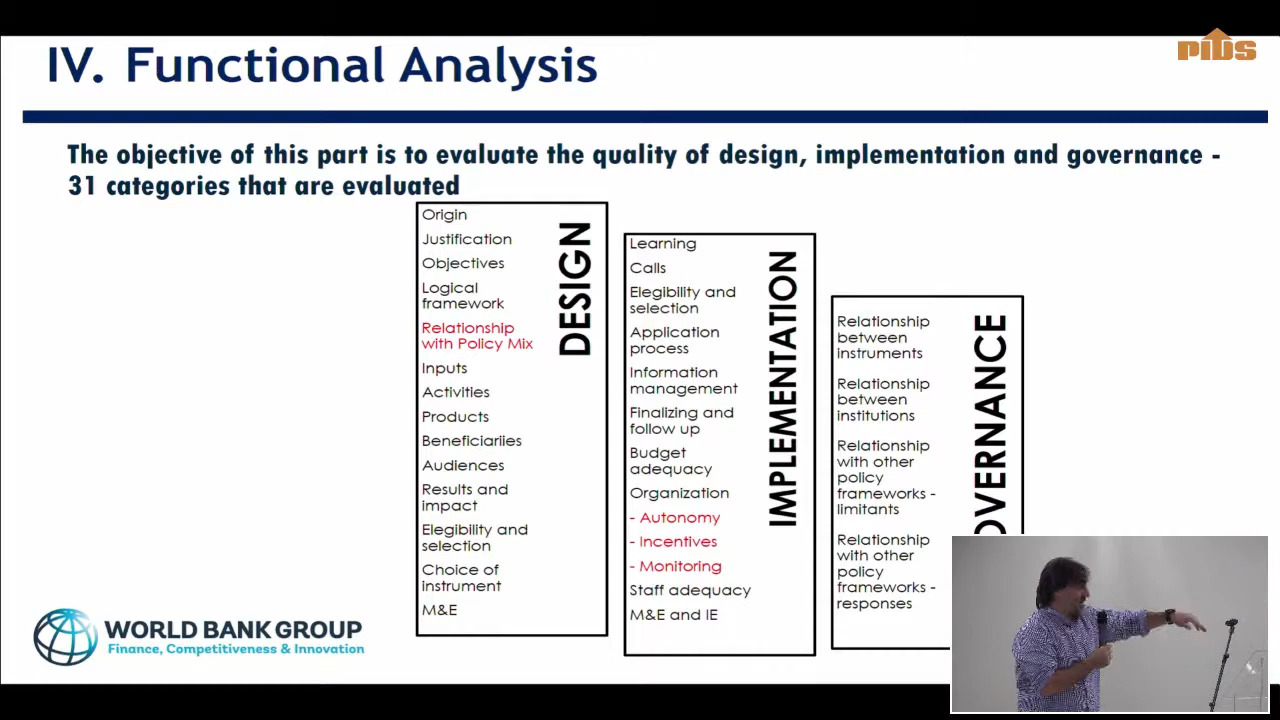 IV. Functional Analysis
PIDS
The objective of this part is to evaluate the quality of design, implementation and governance -
31 categories that are evaluated
Origin
Justification
Objectives
Logical
framework
Relationship
with Policy Mix
Inputs
Activities
Products
Beneficiariies
Audiences
Results and
impact
Elegibility and
selection
Choice of
instrument
M&E
DESIGN
Learning
Calls
Elegibility and
selection
Application
process
Information
management
Finalizing and
follow up
Budget
adequacy
Organization
- Autonomy
- Incentives
- Monitoring
Staff adequacy
M&E and IE
IMPLEMENTATION
Relationship
between
instruments
Relationship
between
institutions
Relationship
with other
policy
frameworks -
limitants
Relationship
with other
policy
frameworks -
responses
OVERNANCE
WORLD BANK GROUP
Finance, Competitiveness & Innovation